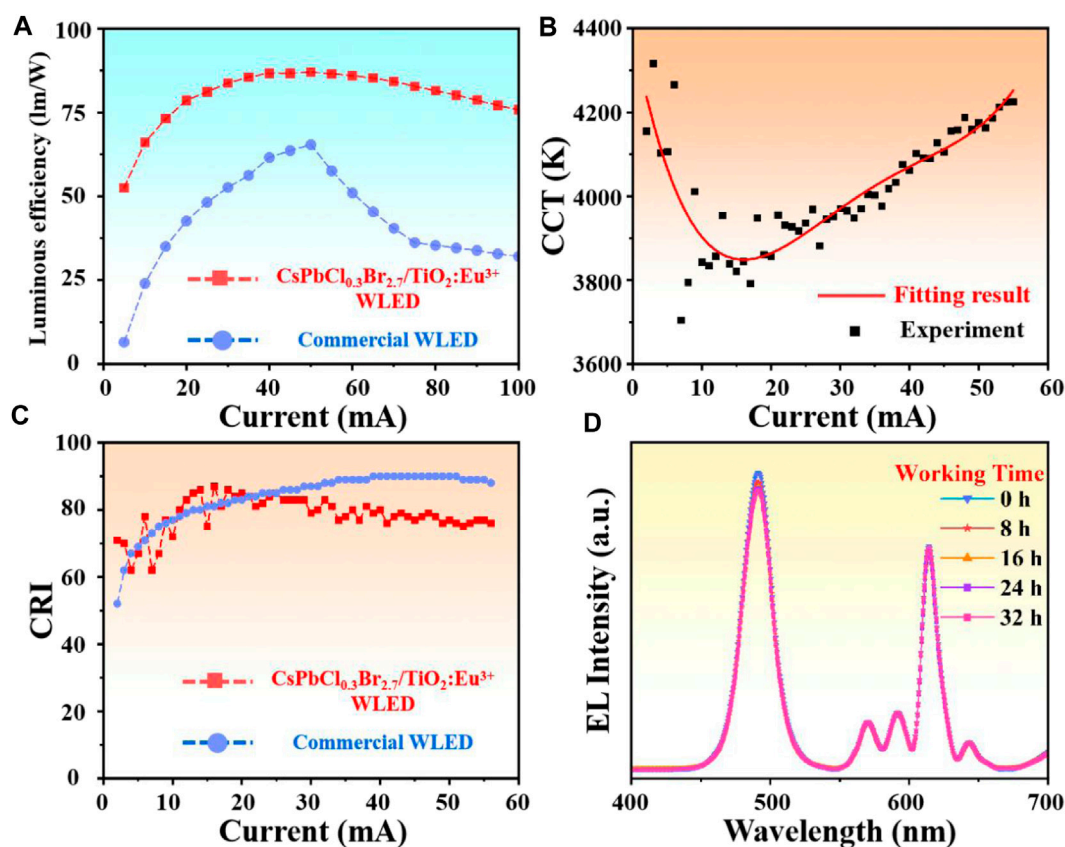 A
Luminous efficiency (lm/W)
100
75
50
25
0
CsPbCl₀.₃Br₂.₇/TiO₂:Eu³⁺
WLED
Commercial WLED
0 20 40 60 80 100
Current (mA)
B
CCT (K)
4400
4200
4000
3800
3600
Fitting result
Experiment
0 10 20 30 40 50 60
Current (mA)
C
CRI
100
80
60
40
20
0
CsPbCl₀.₃Br₂.₇/TiO₂:Eu³⁺
WLED
Commercial WLED
0 10 20 30 40 50 60
Current (mA)
D
EL Intensity (a.u.)
Working Time
0 h
8 h
16 h
24 h
32 h
400 500 600 700
Wavelength (nm)